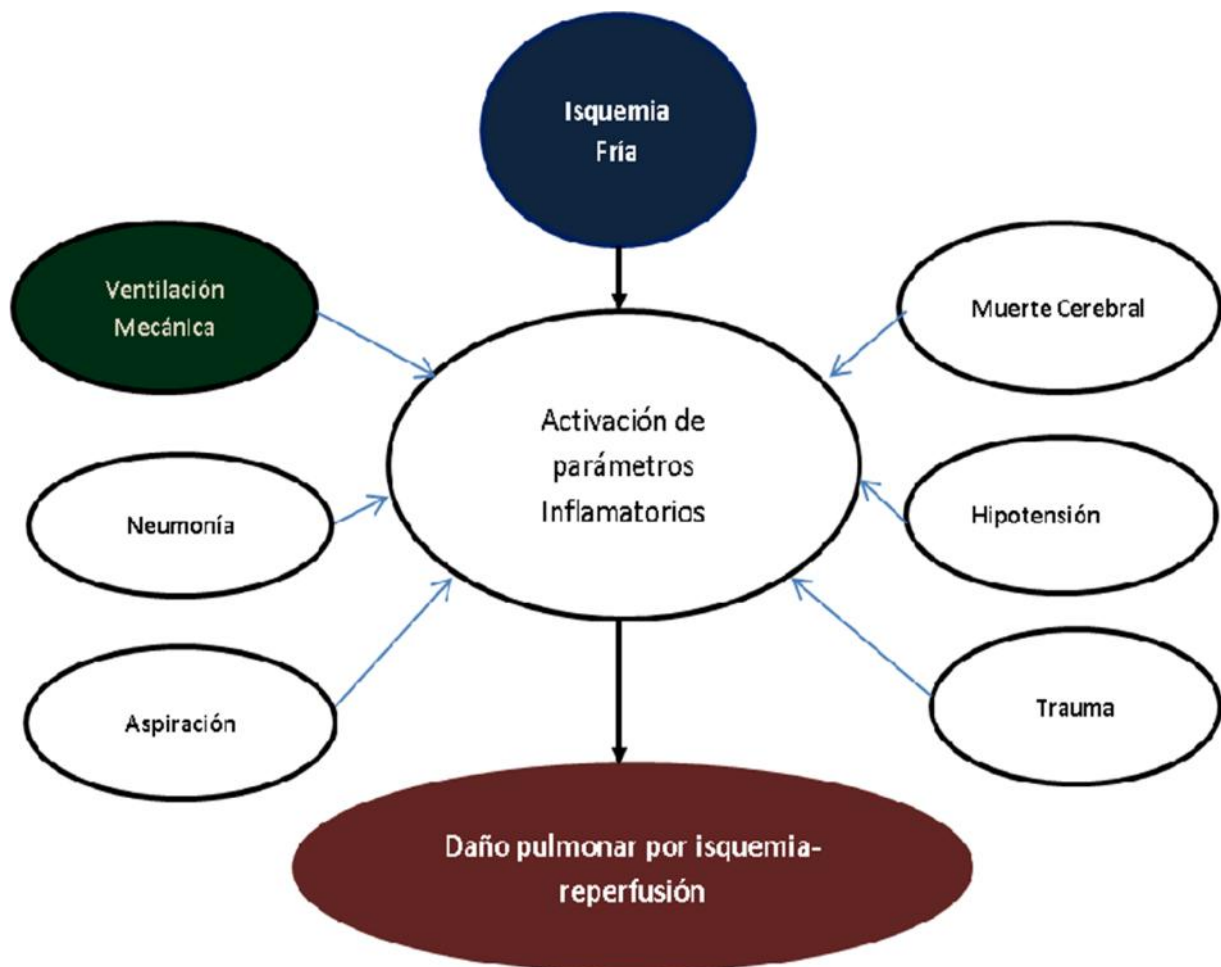 Isquemia
Fría
Ventilación
Mecánica
Muerte Cerebral
Activación de
parámetros
Inflamatorios
Neumonía
Hipotensión
Aspiración
Trauma
Daño pulmonar por isquemia-
reperfusión